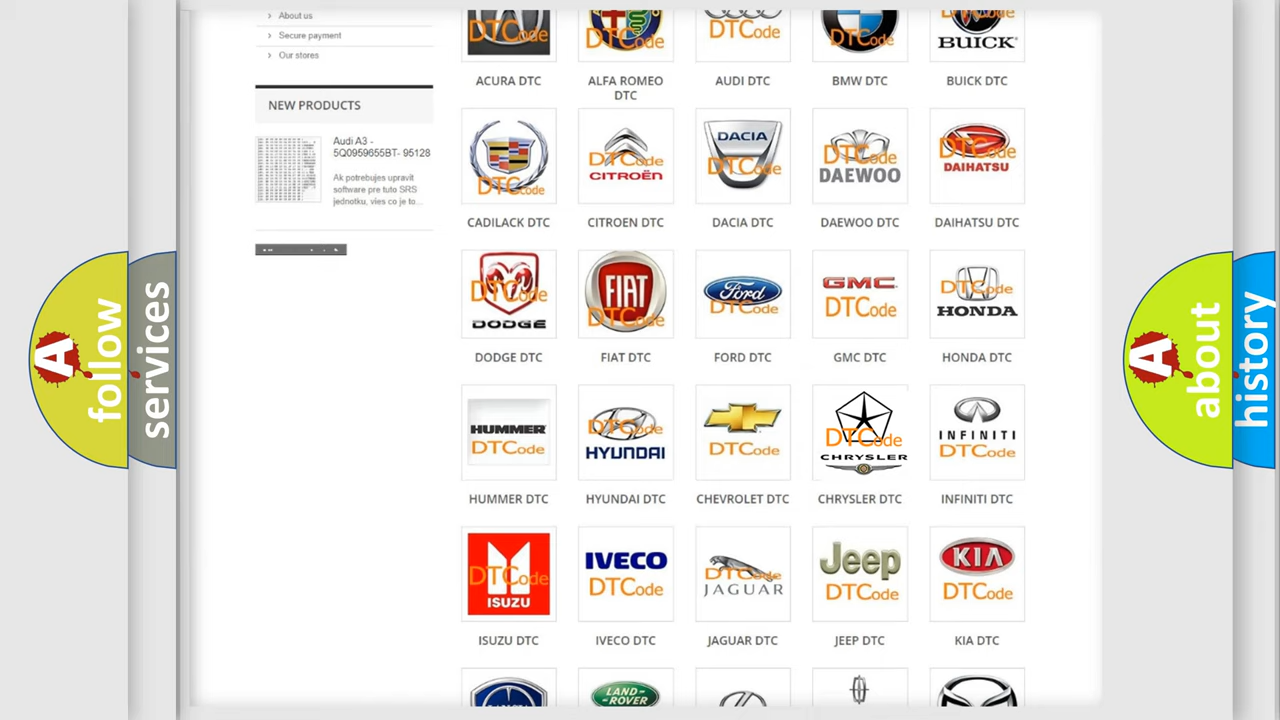 About us
Secure payment
Our stores
NEW PRODUCTS
Audi A3 -
5Q0959655BT- 95128
Ak potrebujes upravit
software pre tuto SRS
jednotku, vies co je to...
DTCode
DTCode
DTCode
DTCode
BUICK
ACURA DTC
ALFA ROMEO
DTC
AUDI DTC
BMW DTC
BUICK DTC
DTCode
DTCode
CITROËN
DACIA
DTCode
DTCode
DAEWOO
DTCode
DAIHATSU
CADILACK DTC
CITROEN DTC
DACIA DTC
DAEWOO DTC
DAIHATSU DTC
DTCode
DODGE
FIAT
DTCode
Ford
DTCode
GMC
DTCode
DTCode
HONDA
DODGE DTC
FIAT DTC
FORD DTC
GMC DTC
HONDA DTC
HUMMER
DTCode
DTCode
HYUNDAI
DTCode
DTCode
CHRYSLER
INFINITI
DTCode
HUMMER DTC
HYUNDAI DTC
CHEVROLET DTC
CHRYSLER DTC
INFINITI DTC
DTCode
ISUZU
IVECO
DTCode
DTCode
JAGUAR
Jeep
DTCode
KIA
DTCode
ISUZU DTC
IVECO DTC
JAGUAR DTC
JEEP DTC
KIA DTC
LAND-
ROVER
A
follow
services
A
about
history